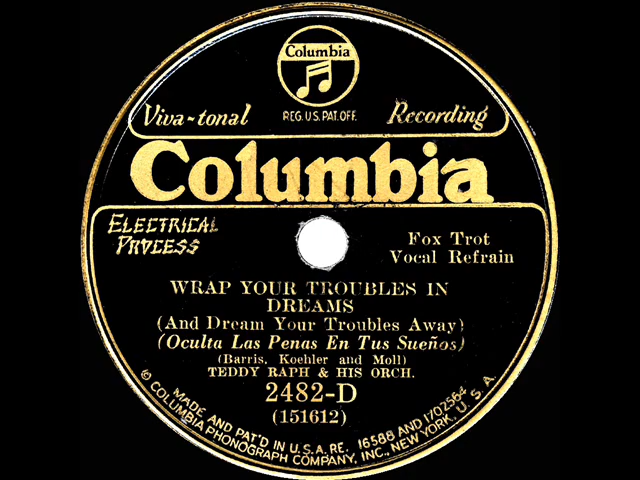 Columbia
REG. U.S. PAT. OFF.
Viva-tonal Recording
Columbia
ELECTRICAL
PROCESS
Fox Trot
Vocal Refrain
WRAP YOUR TROUBLES IN
DREAMS
(And Dream Your Troubles Away)
(Oculta Las Penas En Tus Sueños)
(Barris, Koehler and Moll)
TEDDY RAPH & HIS ORCH.
2482-D
(151612)
MADE AND PAT'D IN U.S.A. RE. 16588 AND 1702564
© COLUMBIA PHONOGRAPH COMPANY, INC., NEW YORK, U.S.A.